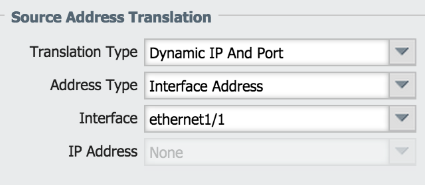 Source Address Translation
Translation Type Dynamic IP And Port
Address Type Interface Address
Interface ethernet1/1
IP Address None